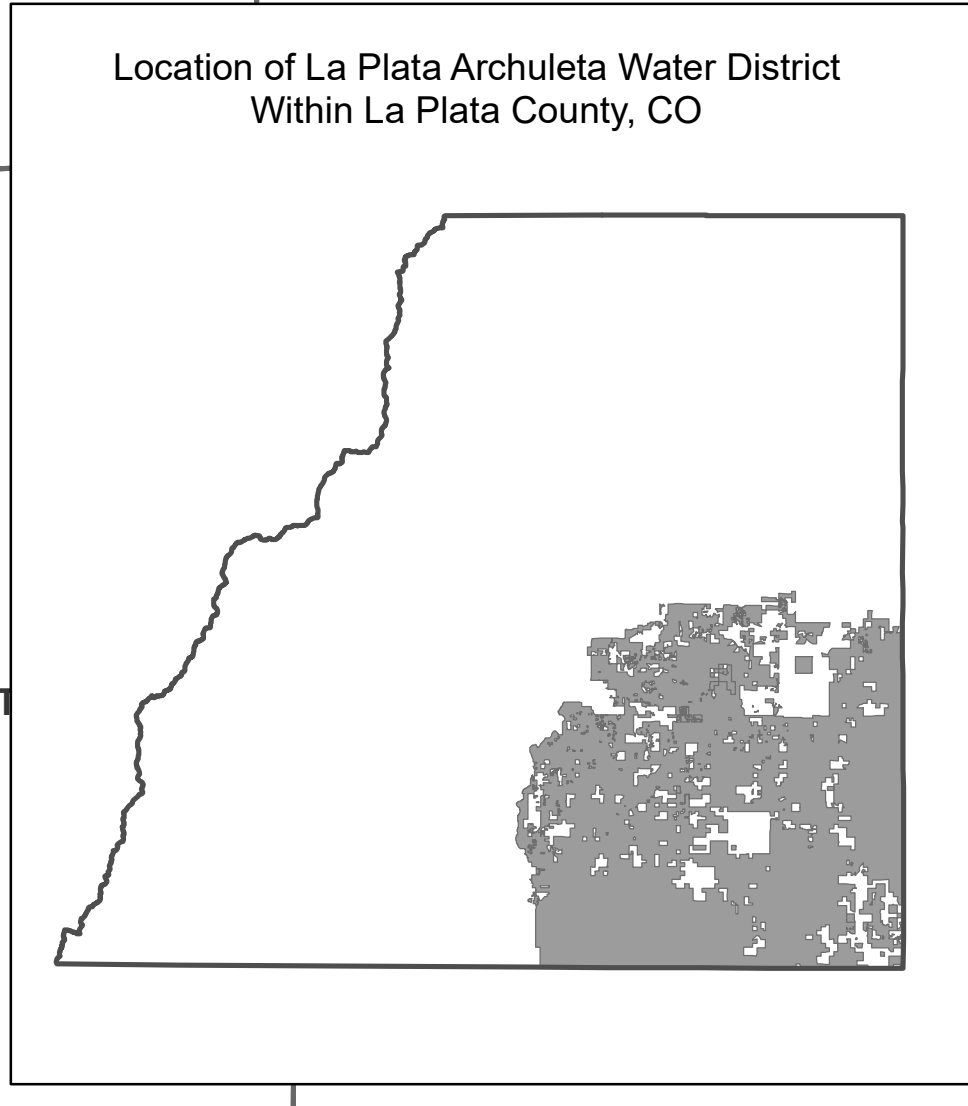 Location of La Plata Archuleta Water District
Within La Plata County, CO